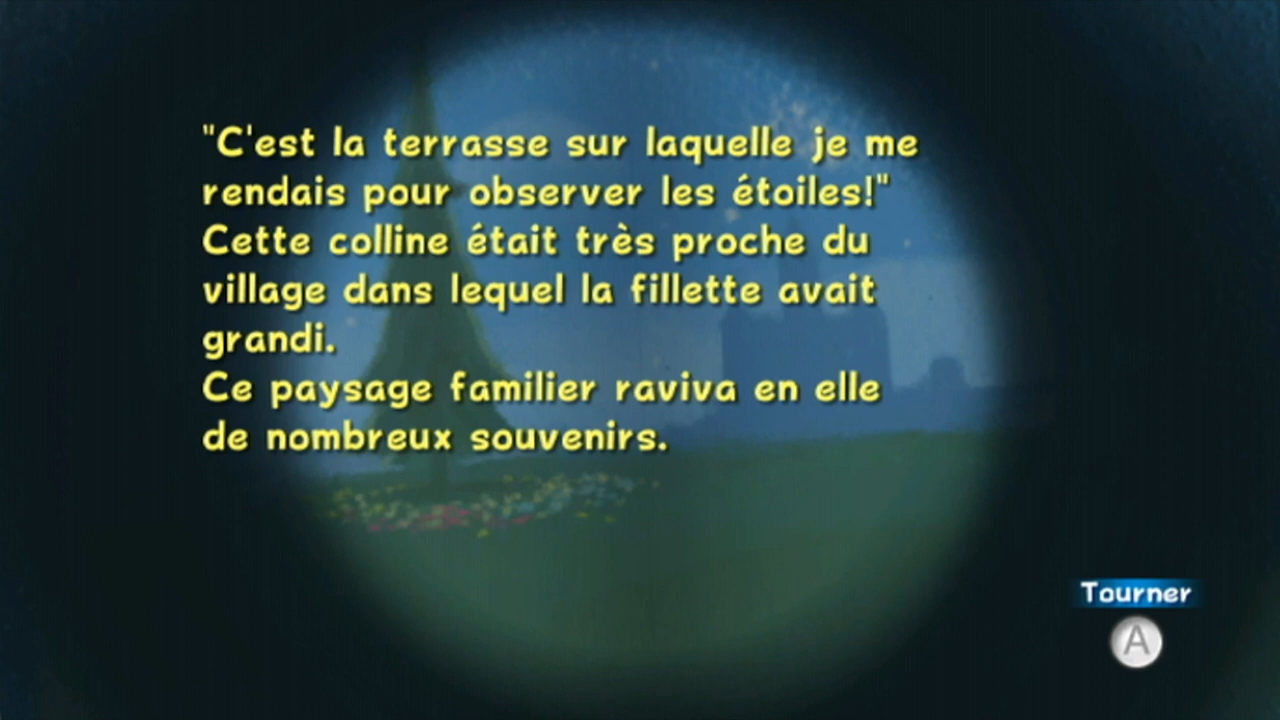 "C'est la terrasse sur laquelle je me
rendais pour observer les étoiles!"
Cette colline était très proche du
village dans lequel la fillette avait
grandi.
Ce paysage familier raviva en elle
de nombreux souvenirs.
Tourner
A